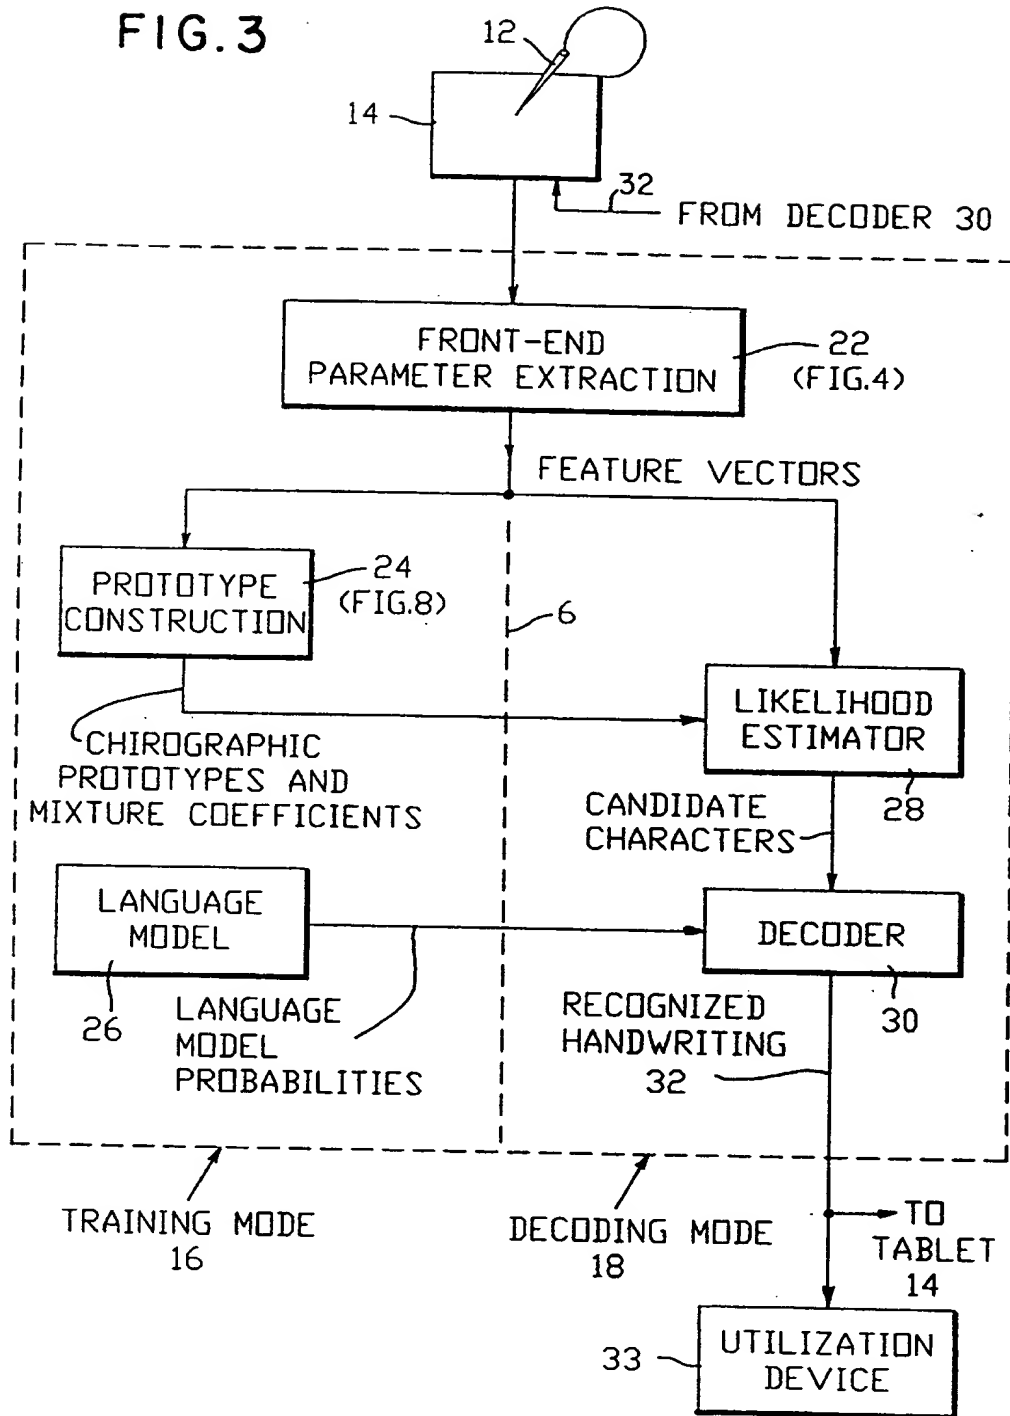 FIG.3
12
14
32
FROM DECODER 30
FRONT-END
PARAMETER EXTRACTION
22
(FIG.4)
FEATURE VECTORS
PROTOTYPE
CONSTRUCTION
24
(FIG.8)
6
LIKELIHOOD
ESTIMATOR
28
CHIROGRAPHIC
PROTOTYPES AND
MIXTURE COEFFICIENTS
CANDIDATE
CHARACTERS
LANGUAGE
MODEL
26
LANGUAGE
MODEL
PROBABILITIES
DECODER
30
RECOGNIZED
HANDWRITING
32
TRAINING MODE
16
DECODING MODE
18
TO
TABLET
14
33
UTILIZATION
DEVICE